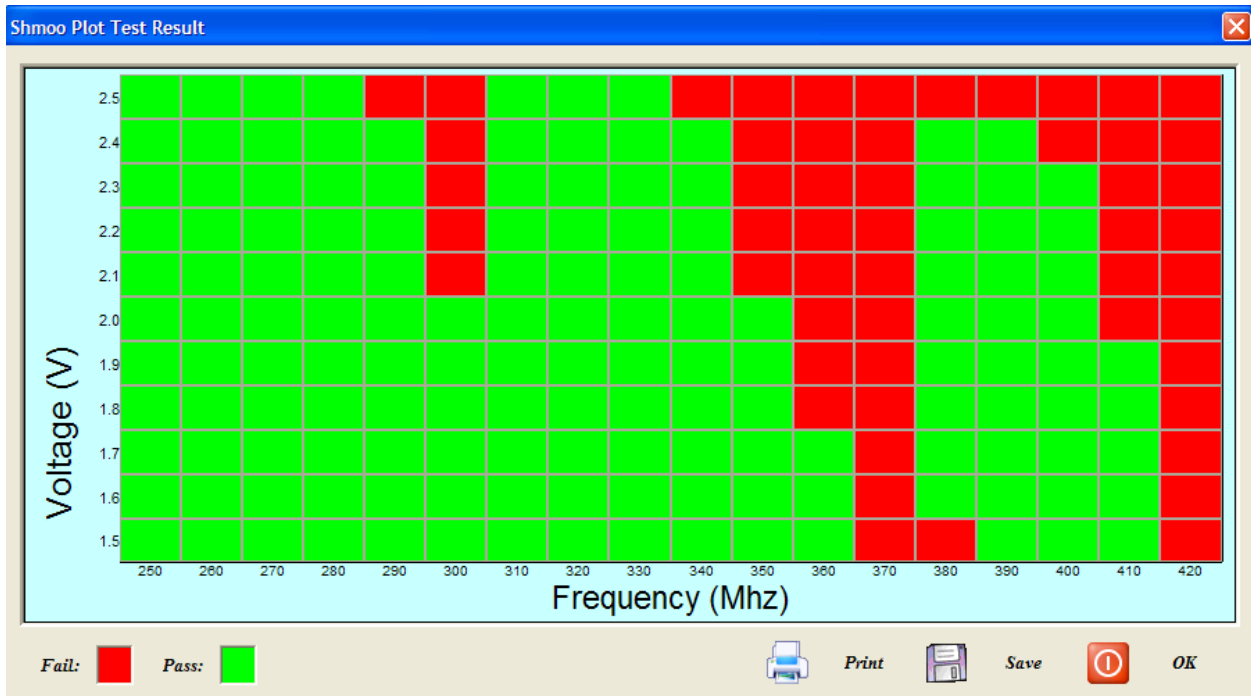 Shmoo Plot Test Result
Voltage (V)
2.5
2.4
2.3
2.2
2.1
2.0
1.9
1.8
1.7
1.6
1.5
250 260 270 280 290 300 310 320 330 340 350 360 370 380 390 400 410 420
Frequency (Mhz)
Fail: Pass: Print Save OK